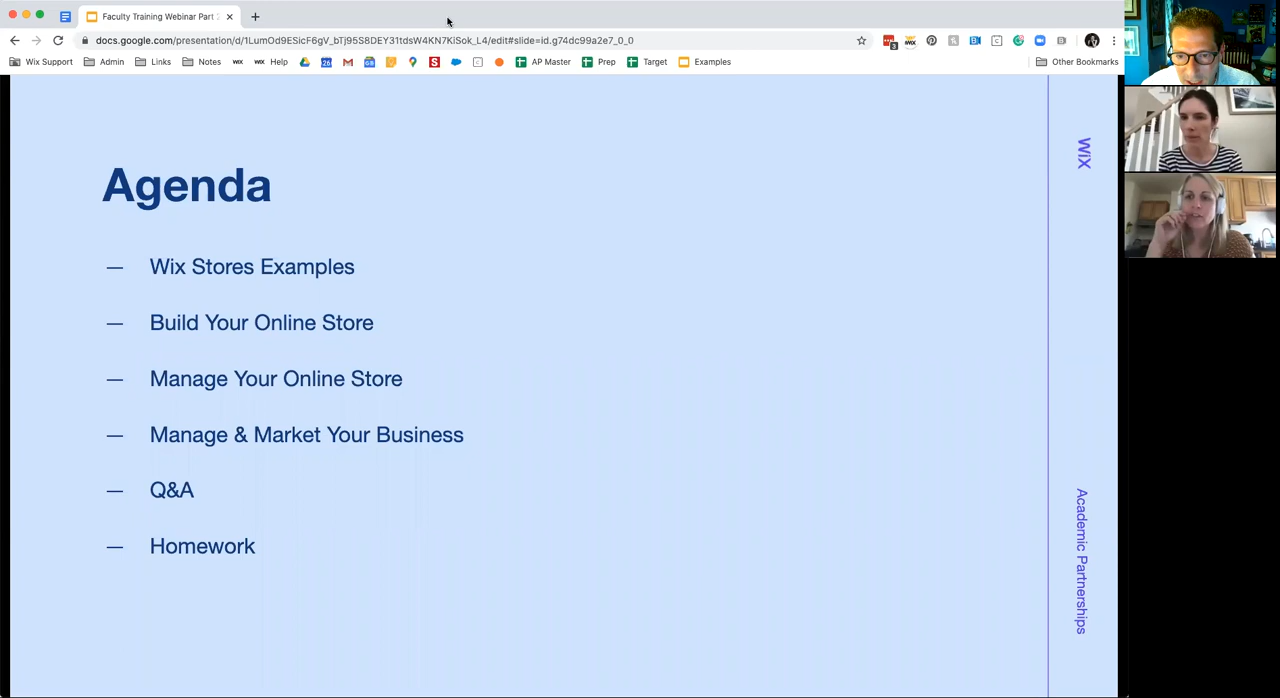 Faculty Training Webinar Part
docs.google.com/presentation/d/1LumOd9ESicF6gV_bTj95S8DEY31tdsW4KN7KiSok_L4/edit#slide=id.g74dc99a2e7_0_0
Wix Support Admin Links Notes WiX WiX Help AP Master Prep Target Examples Other Bookmarks
Agenda
— Wix Stores Examples
— Build Your Online Store
— Manage Your Online Store
— Manage & Market Your Business
— Q&A
— Homework
WiX
Academic Partnerships